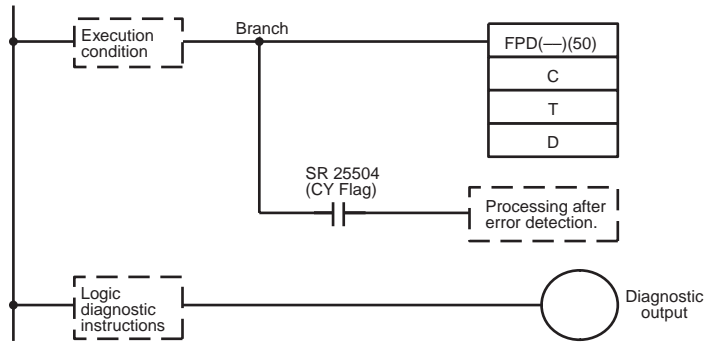 Branch
Execution
condition
FPD(—)(50)
C
T
D
SR 25504
(CY Flag)
Processing after
error detection.
Logic
diagnostic
instructions
Diagnostic
output